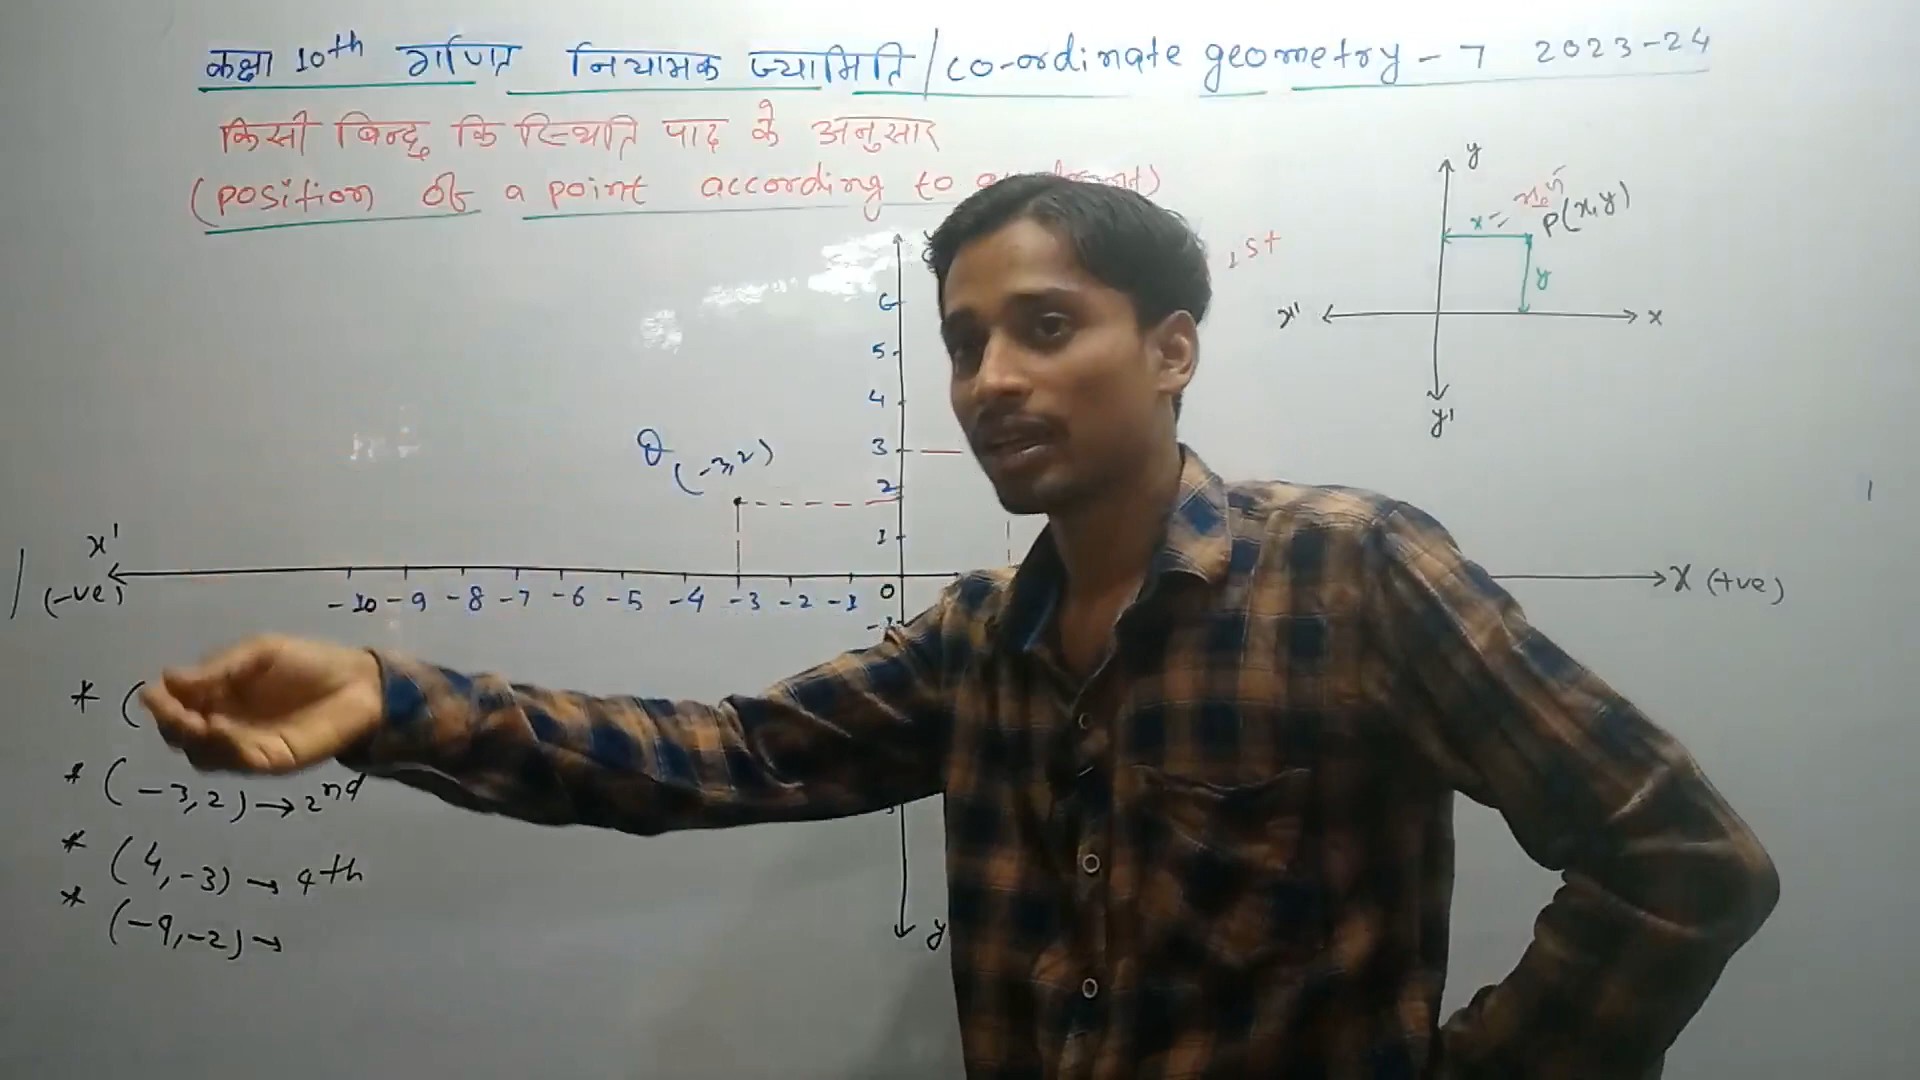 कक्षा 10th गणित नियामक ज्यामिति / co-ordinate geometry - 7 2023-24
किसी बिन्दु कि स्थिति पाद के अनुसार
(position of a point according to
1st
y
P(x,y)
x
y
x' x
y'
6
5
4
3
2
1
Q (-3,2)
x'
(-ve)
-10 -9 -8 -7 -6 -5 -4 -3 -2 -1 0
X (+ve)
-1
* (
* (-3,2) → 2nd
* (4,-3) → 4th
* (-9,-2) →
y